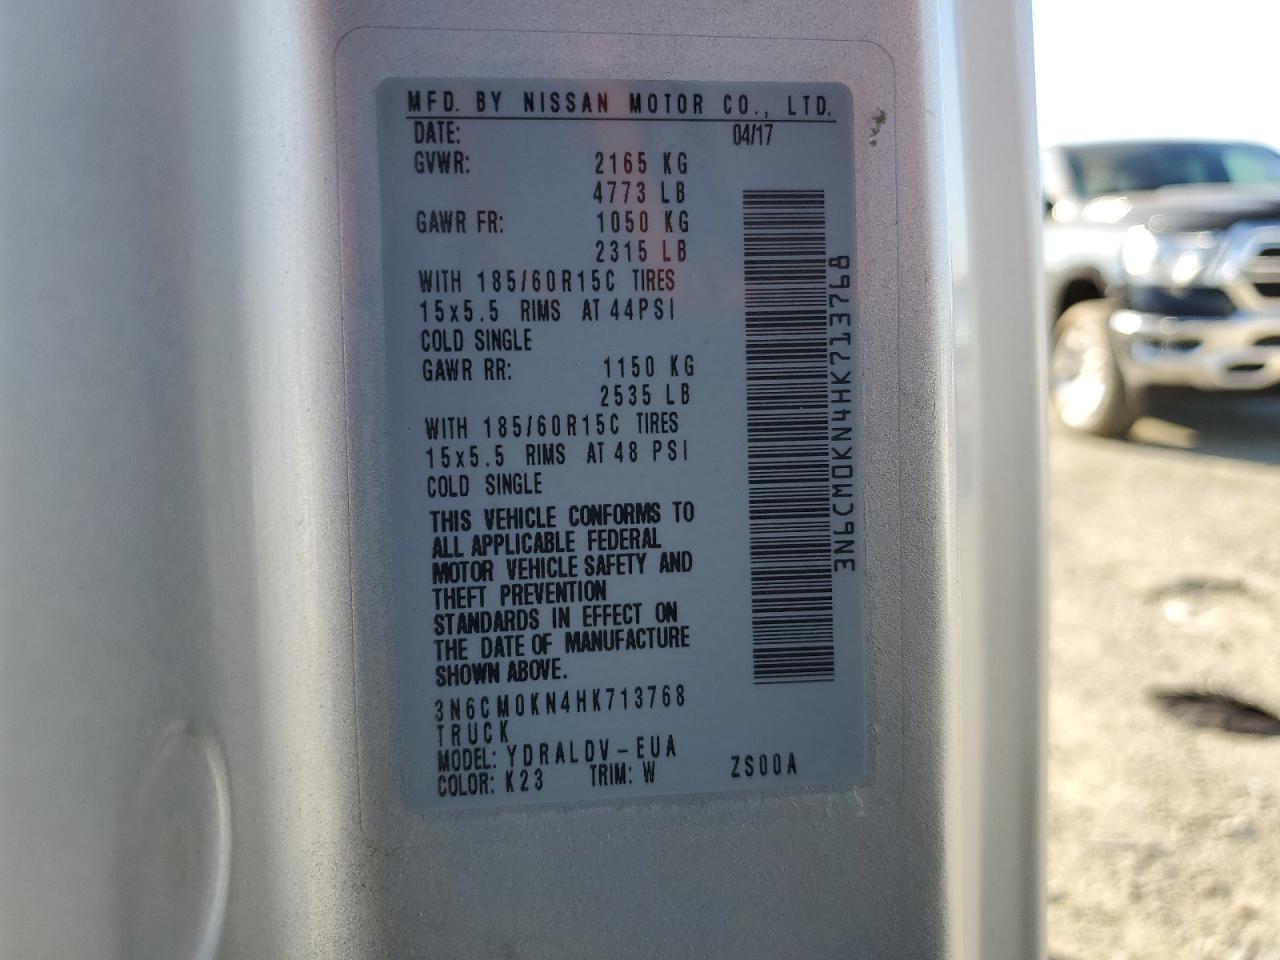 MFD. BY NISSAN MOTOR CO., LTD.
DATE: 04/17
GVWR: 2165 KG
4773 LB
GAWR FR: 1050 KG
2315 LB
WITH 185/60R15C TIRES
15x5.5 RIMS AT 44PSI
COLD SINGLE
GAWR RR: 1150 KG
2535 LB
WITH 185/60R15C TIRES
15x5.5 RIMS AT 48 PSI
COLD SINGLE
THIS VEHICLE CONFORMS TO
ALL APPLICABLE FEDERAL
MOTOR VEHICLE SAFETY AND
THEFT PREVENTION
STANDARDS IN EFFECT ON
THE DATE OF MANUFACTURE
SHOWN ABOVE.
3N6CM0KN4HK713768
TRUCK
MODEL: YDRALDV-EUA
COLOR: K23 TRIM: W ZS00A
3N6CM0KN4HK713768